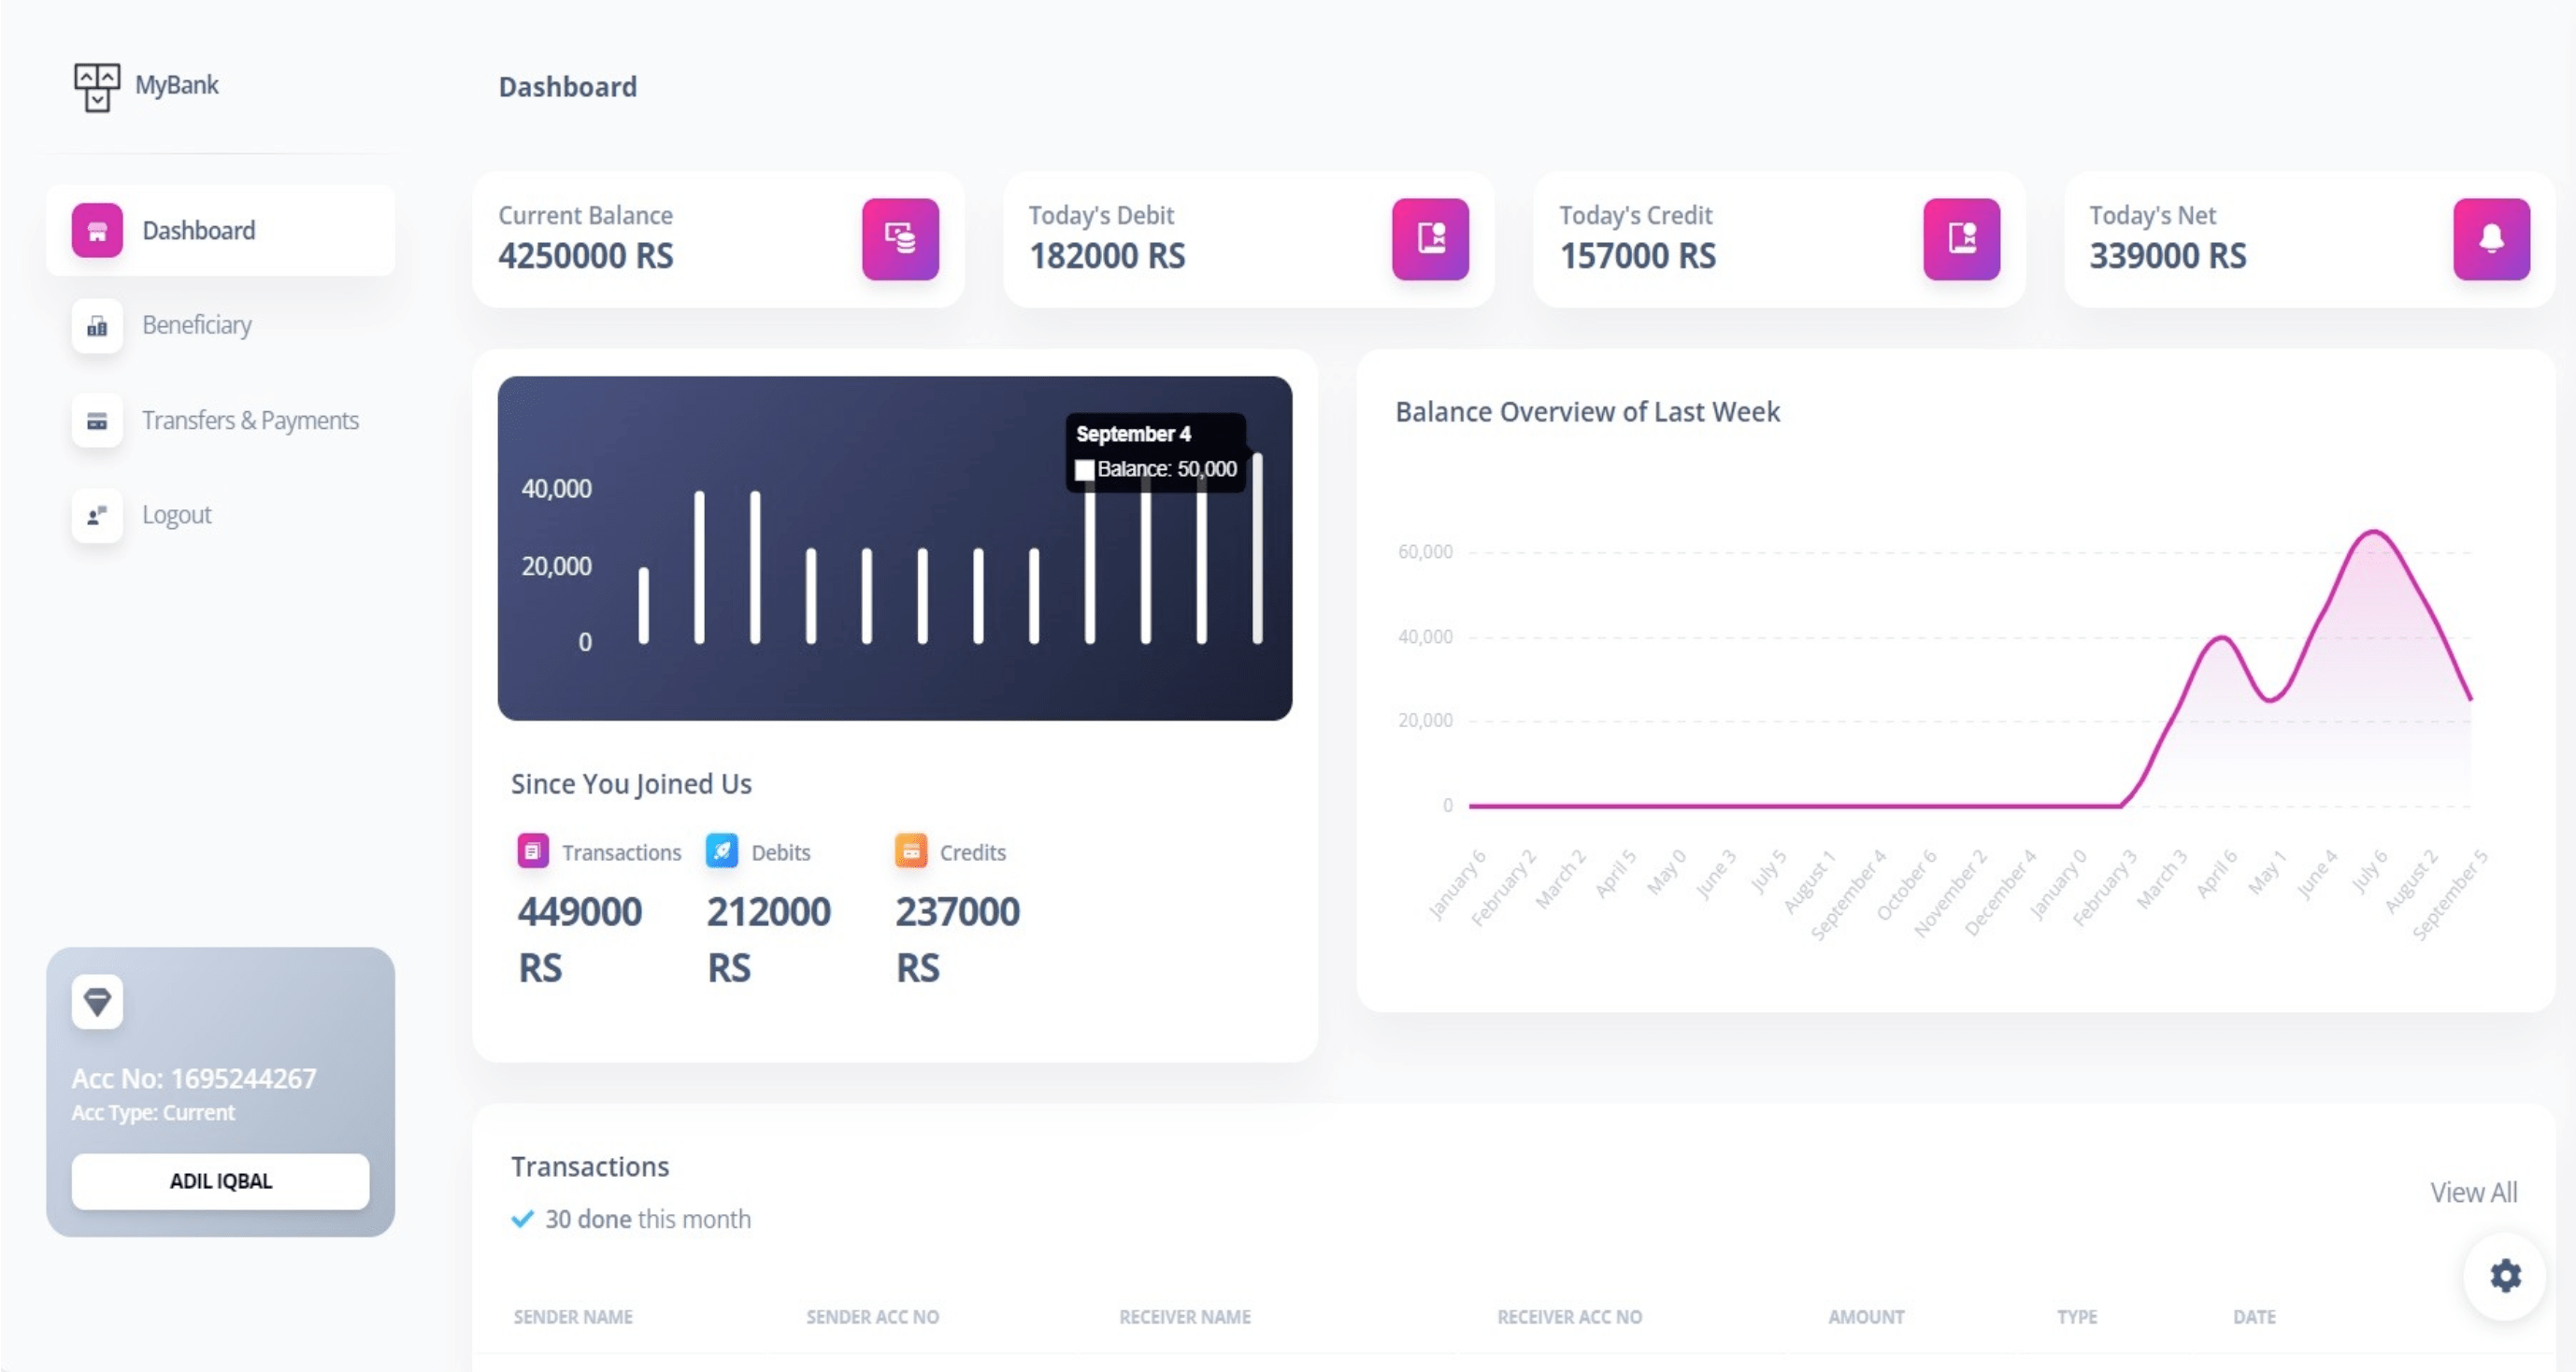 MyBank
Dashboard
Dashboard
Beneficiary
Transfers & Payments
Logout
Acc No: 1695244267
Acc Type: Current
ADIL IQBAL
Current Balance
4250000 RS
Today's Debit
182000 RS
Today's Credit
157000 RS
Today's Net
339000 RS
September 4
Balance: 50,000
40,000
20,000
0
Since You Joined Us
Transactions
449000
RS
Debits
212000
RS
Credits
237000
RS
Balance Overview of Last Week
60,000
40,000
20,000
0
January 6
February 2
March 2
April 5
May 0
June 3
July 5
August 1
September 4
October 6
November 2
December 4
January 0
February 3
March 3
April 6
May 1
June 4
July 6
August 2
September 5
Transactions
30 done this month
View All
SENDER NAME SENDER ACC NO RECEIVER NAME RECEIVER ACC NO AMOUNT TYPE DATE